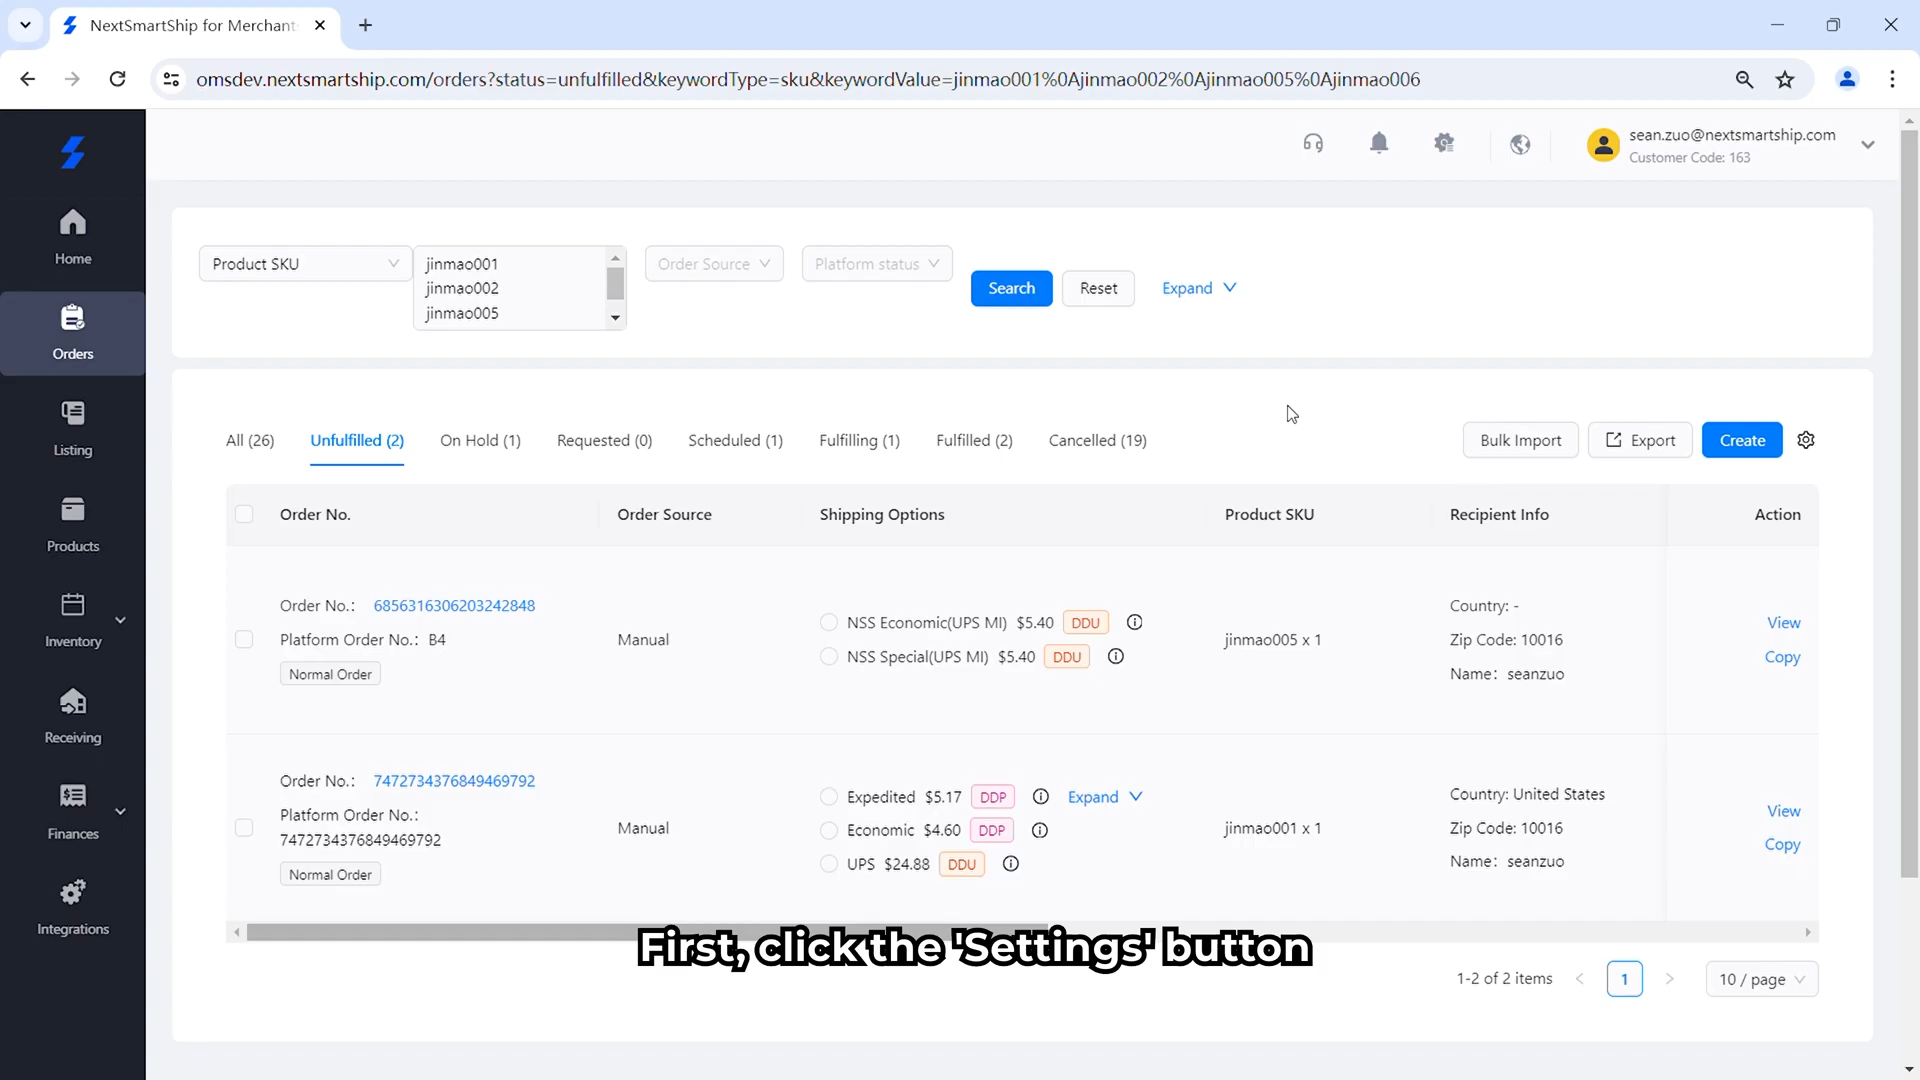 NextSmartShip for Merchant
omsdev.nextsmartship.com/orders?status=unfulfilled&keywordType=sku&keywordValue=jinmao001%0Ajinmao002%0Ajinmao005%0Ajinmao006
sean.zuo@nextsmartship.com
Customer Code: 163
Home
Orders
Listing
Products
Inventory
Receiving
Finances
Integrations
Product SKU
jinmao001
jinmao002
jinmao005
Order Source
Platform status
Search
Reset
Expand
All (26)
Unfulfilled (2)
On Hold (1)
Requested (0)
Scheduled (1)
Fulfilling (1)
Fulfilled (2)
Cancelled (19)
Bulk Import
Export
Create
Order No.
Order Source
Shipping Options
Product SKU
Recipient Info
Action
Order No.: 6856316306203242848
Platform Order No.: B4
Normal Order
Manual
NSS Economic(UPS MI) $5.40 DDU
NSS Special(UPS MI) $5.40 DDU
jinmao005 x 1
Country: -
Zip Code: 10016
Name: seanzuo
View
Copy
Order No.: 7472734376849469792
Platform Order No.:
7472734376849469792
Normal Order
Manual
Expedited $5.17 DDP Expand
Economic $4.60 DDP
UPS $24.88 DDU
jinmao001 x 1
Country: United States
Zip Code: 10016
Name: seanzuo
View
Copy
First, click the 'Settings' button
1-2 of 2 items
1
10 / page